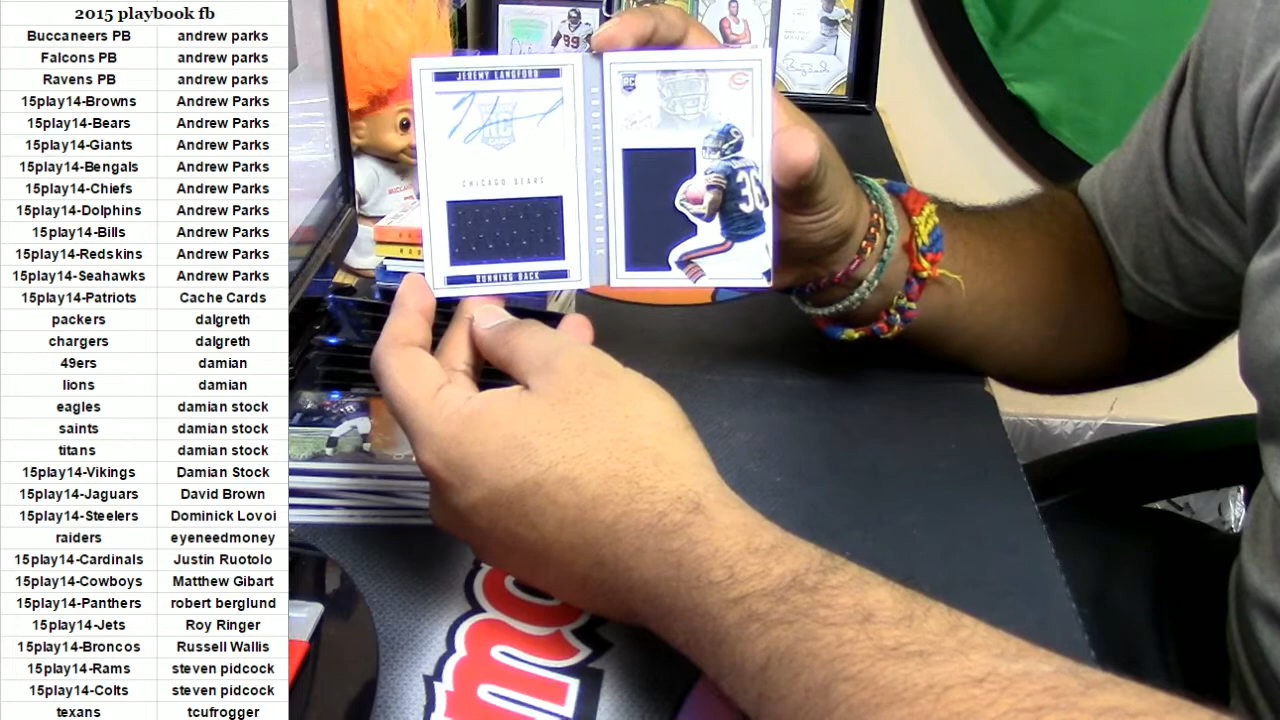 2015 playbook fb
Buccaneers PB andrew parks
Falcons PB andrew parks
Ravens PB andrew parks
15play14-Browns Andrew Parks
15play14-Bears Andrew Parks
15play14-Giants Andrew Parks
15play14-Bengals Andrew Parks
15play14-Chiefs Andrew Parks
15play14-Dolphins Andrew Parks
15play14-Bills Andrew Parks
15play14-Redskins Andrew Parks
15play14-Seahawks Andrew Parks
15play14-Patriots Cache Cards
packers dalgreth
chargers dalgreth
49ers damian
lions damian
eagles damian stock
saints damian stock
titans damian stock
15play14-Vikings Damian Stock
15play14-Jaguars David Brown
15play14-Steelers Dominick Lovoi
raiders eyeneedmoney
15play14-Cardinals Justin Ruotolo
15play14-Cowboys Matthew Gibart
15play14-Panthers robert berglund
15play14-Jets Roy Ringer
15play14-Broncos Russell Wallis
15play14-Rams steven pidcock
15play14-Colts steven pidcock
texans tcufrogger
JEREMY LANGFORD
RC
CHICAGO BEARS
RUNNING BACK
ROOKIE PLAYBOOK
RC
36
99